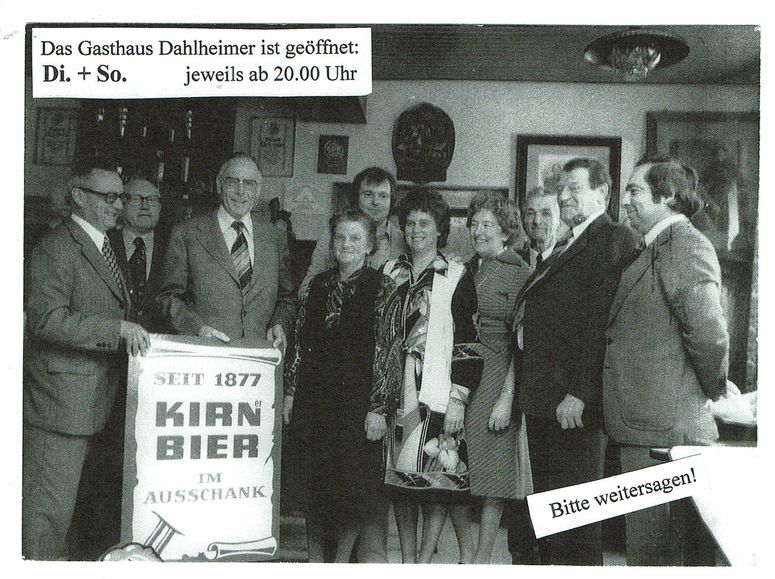 Das Gasthaus Dahlheimer ist geöffnet:
Di. + So. jeweils ab 20.00 Uhr
SEIT 1877
KIRNer
BIER
IM
AUSSCHANK
Bitte weitersagen!